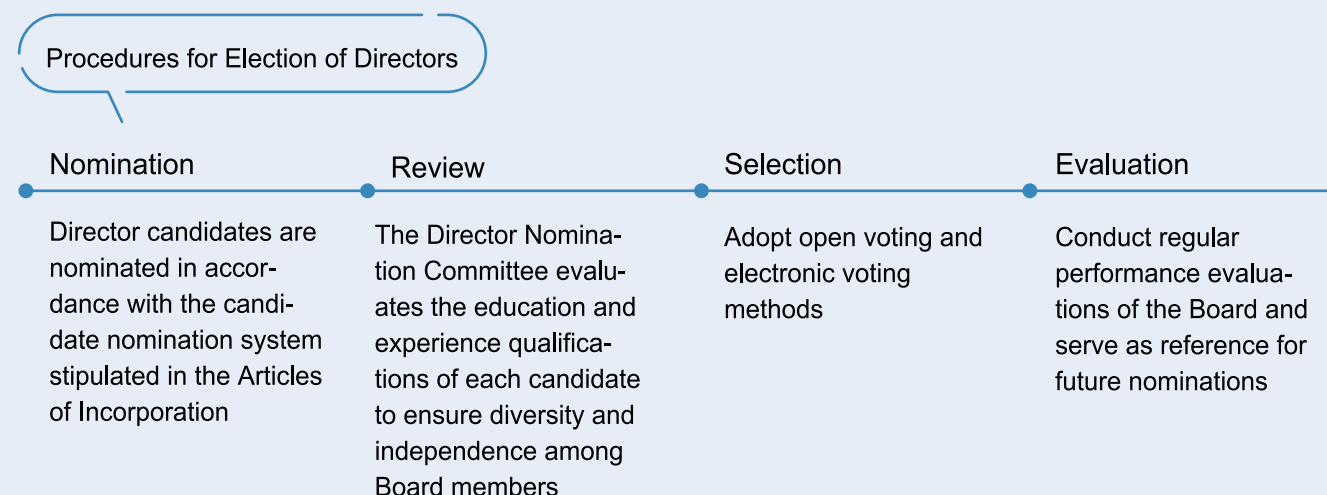 Procedures for Election of Directors
Nomination
Director candidates are
nominated in accor-
dance with the candi-
date nomination system
stipulated in the Articles
of Incorporation
Review
The Director Nomina-
tion Committee evalu-
ates the education and
experience qualifica-
tions of each candidate
to ensure diversity and
independence among
Board members
Selection
Adopt open voting and
electronic voting
methods
Evaluation
Conduct regular
performance evalua-
tions of the Board and
serve as reference for
future nominations